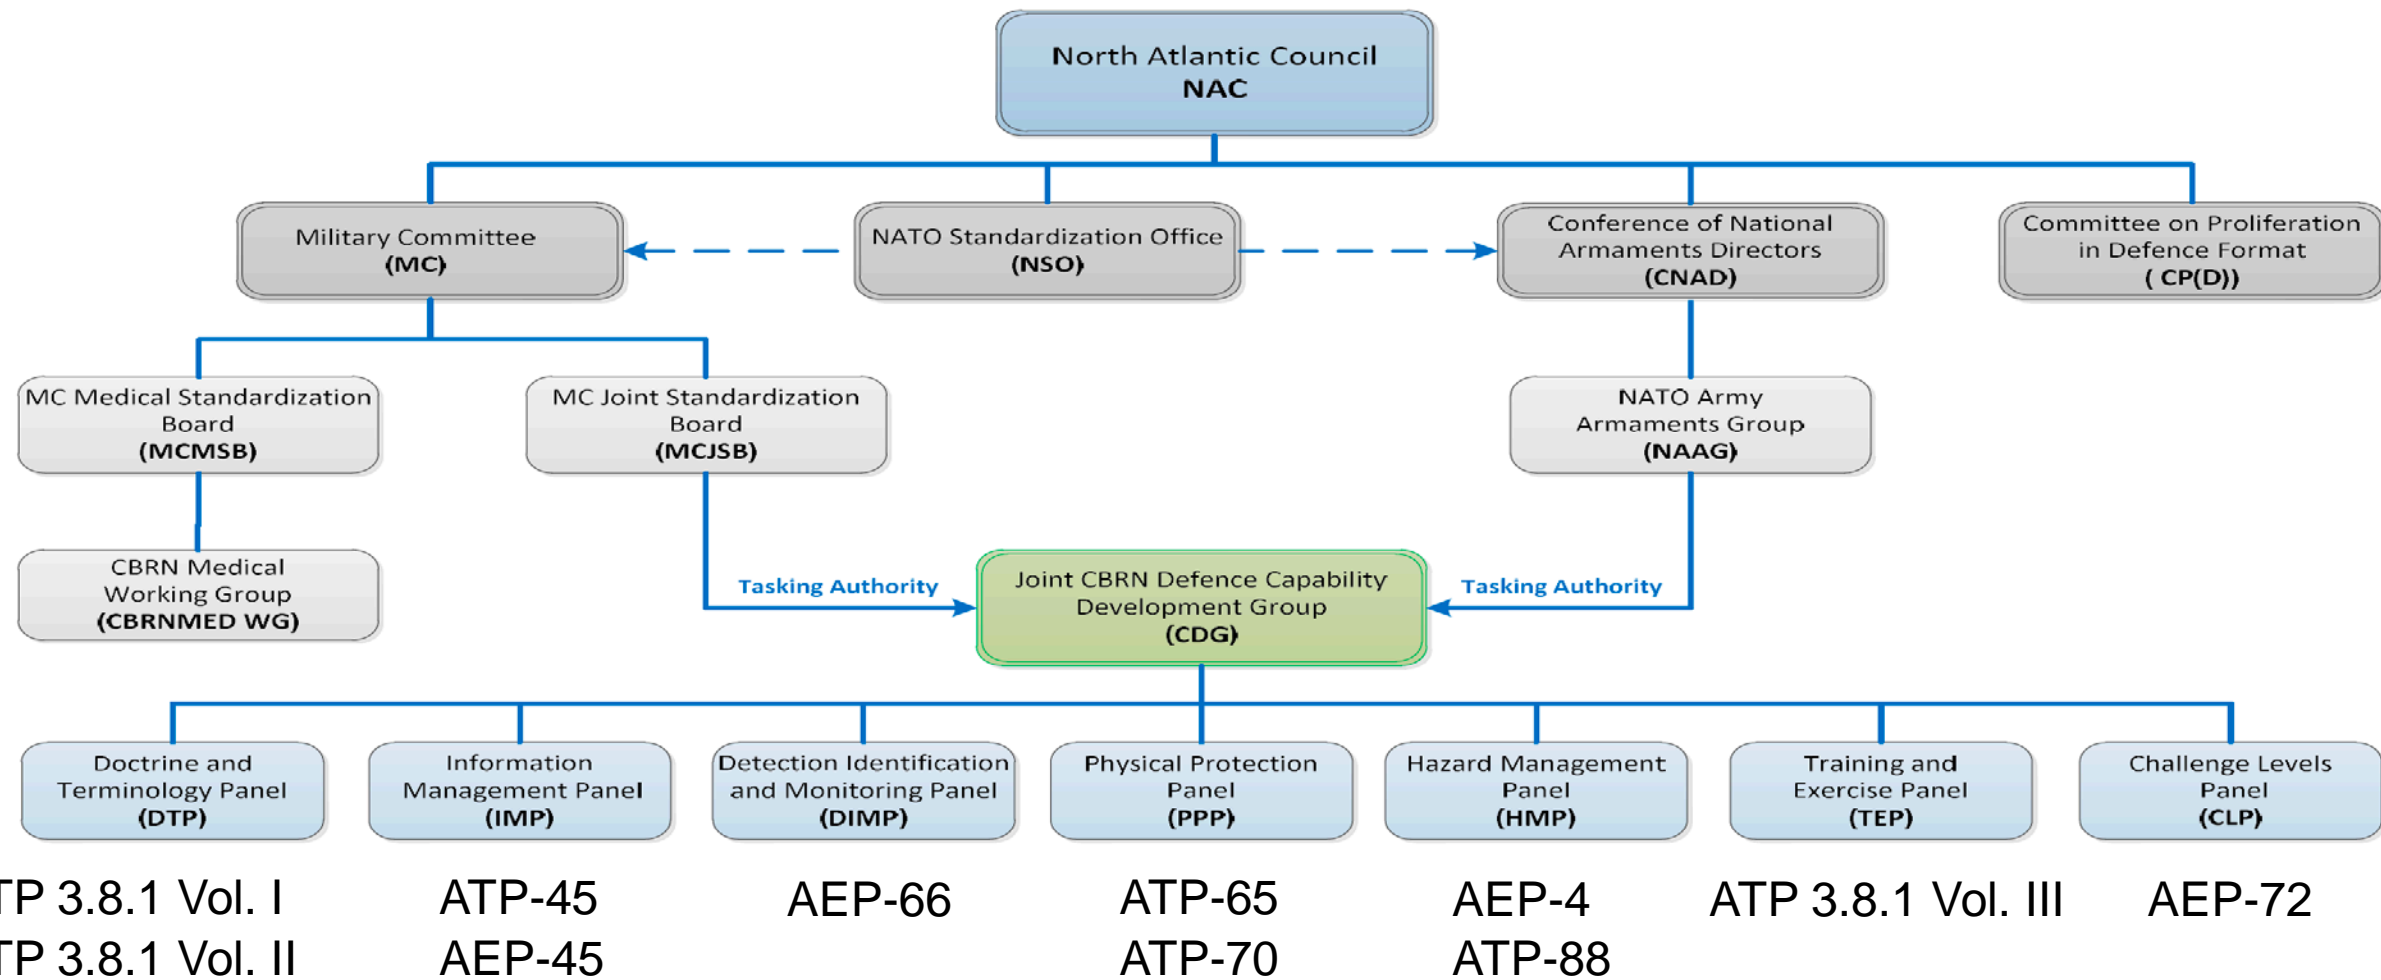 North Atlantic Council
NAC
Military Committee
(MC)
NATO Standardization Office
(NSO)
Conference of National
Armaments Directors
(CNAD)
Committee on Proliferation
in Defence Format
( CP(D))
MC Medical Standardization
Board
(MCMSB)
MC Joint Standardization
Board
(MCJSB)
NATO Army
Armaments Group
(NAAG)
CBRN Medical
Working Group
(CBRNMED WG)
Tasking Authority
Joint CBRN Defence Capability
Development Group
(CDG)
Tasking Authority
Doctrine and
Terminology Panel
(DTP)
Information
Management Panel
(IMP)
Detection Identification
and Monitoring Panel
(DIMP)
Physical Protection
Panel
(PPP)
Hazard Management
Panel
(HMP)
Training and
Exercise Panel
(TEP)
Challenge Levels
Panel
(CLP)
TP 3.8.1 Vol. I
TP 3.8.1 Vol. II
ATP-45
AEP-45
AEP-66
ATP-65
ATP-70
AEP-4
ATP-88
ATP 3.8.1 Vol. III
AEP-72